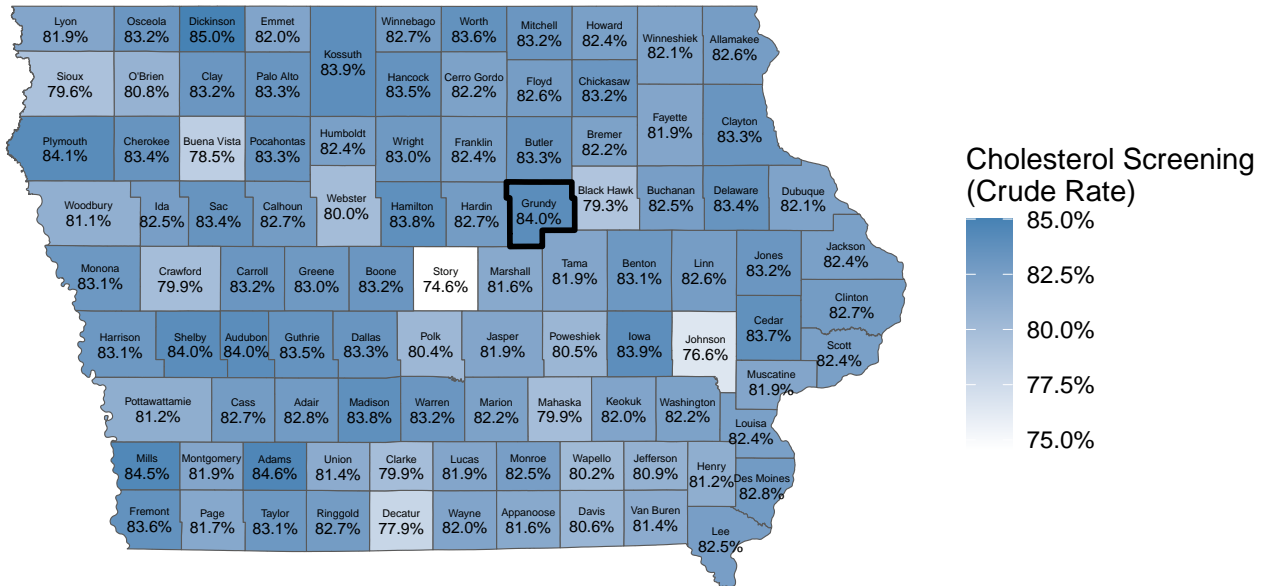 Lyon
81.9%
Osceola
83.2%
Dickinson
85.0%
Emmet
82.0%
Kossuth
83.9%
Winnebago
82.7%
Worth
83.6%
Mitchell
83.2%
Howard
82.4%
Winneshiek
82.1%
Allamakee
82.6%
Sioux
79.6%
O'Brien
80.8%
Clay
83.2%
Palo Alto
83.3%
Hancock
83.5%
Cerro Gordo
82.2%
Floyd
82.6%
Chickasaw
83.2%
Fayette
81.9%
Clayton
83.3%
Plymouth
84.1%
Cherokee
83.4%
Buena Vista
78.5%
Pocahontas
83.3%
Humboldt
82.4%
Wright
83.0%
Franklin
82.4%
Butler
83.3%
Bremer
82.2%
Woodbury
81.1%
Ida
82.5%
Sac
83.4%
Calhoun
82.7%
Webster
80.0%
Hamilton
83.8%
Hardin
82.7%
Grundy
84.0%
Black Hawk
79.3%
Buchanan
82.5%
Delaware
83.4%
Dubuque
82.1%
Monona
83.1%
Crawford
79.9%
Carroll
83.2%
Greene
83.0%
Boone
83.2%
Story
74.6%
Marshall
81.6%
Tama
81.9%
Benton
83.1%
Linn
82.6%
Jones
83.2%
Jackson
82.4%
Clinton
82.7%
Harrison
83.1%
Shelby
84.0%
Audubon
84.0%
Guthrie
83.5%
Dallas
83.3%
Polk
80.4%
Jasper
81.9%
Poweshiek
80.5%
Iowa
83.9%
Johnson
76.6%
Cedar
83.7%
Scott
82.4%
Muscatine
81.9%
Pottawattamie
81.2%
Cass
82.7%
Adair
82.8%
Madison
83.8%
Warren
83.2%
Marion
82.2%
Mahaska
79.9%
Keokuk
82.0%
Washington
82.2%
Louisa
82.4%
Mills
84.5%
Montgomery
81.9%
Adams
84.6%
Union
81.4%
Clarke
79.9%
Lucas
81.9%
Monroe
82.5%
Wapello
80.2%
Jefferson
80.9%
Henry
81.2%
Des Moines
82.8%
Fremont
83.6%
Page
81.7%
Taylor
83.1%
Ringgold
82.7%
Decatur
77.9%
Wayne
82.0%
Appanoose
81.6%
Davis
80.6%
Van Buren
81.4%
Lee
82.5%
Cholesterol Screening
(Crude Rate)
85.0%
82.5%
80.0%
77.5%
75.0%